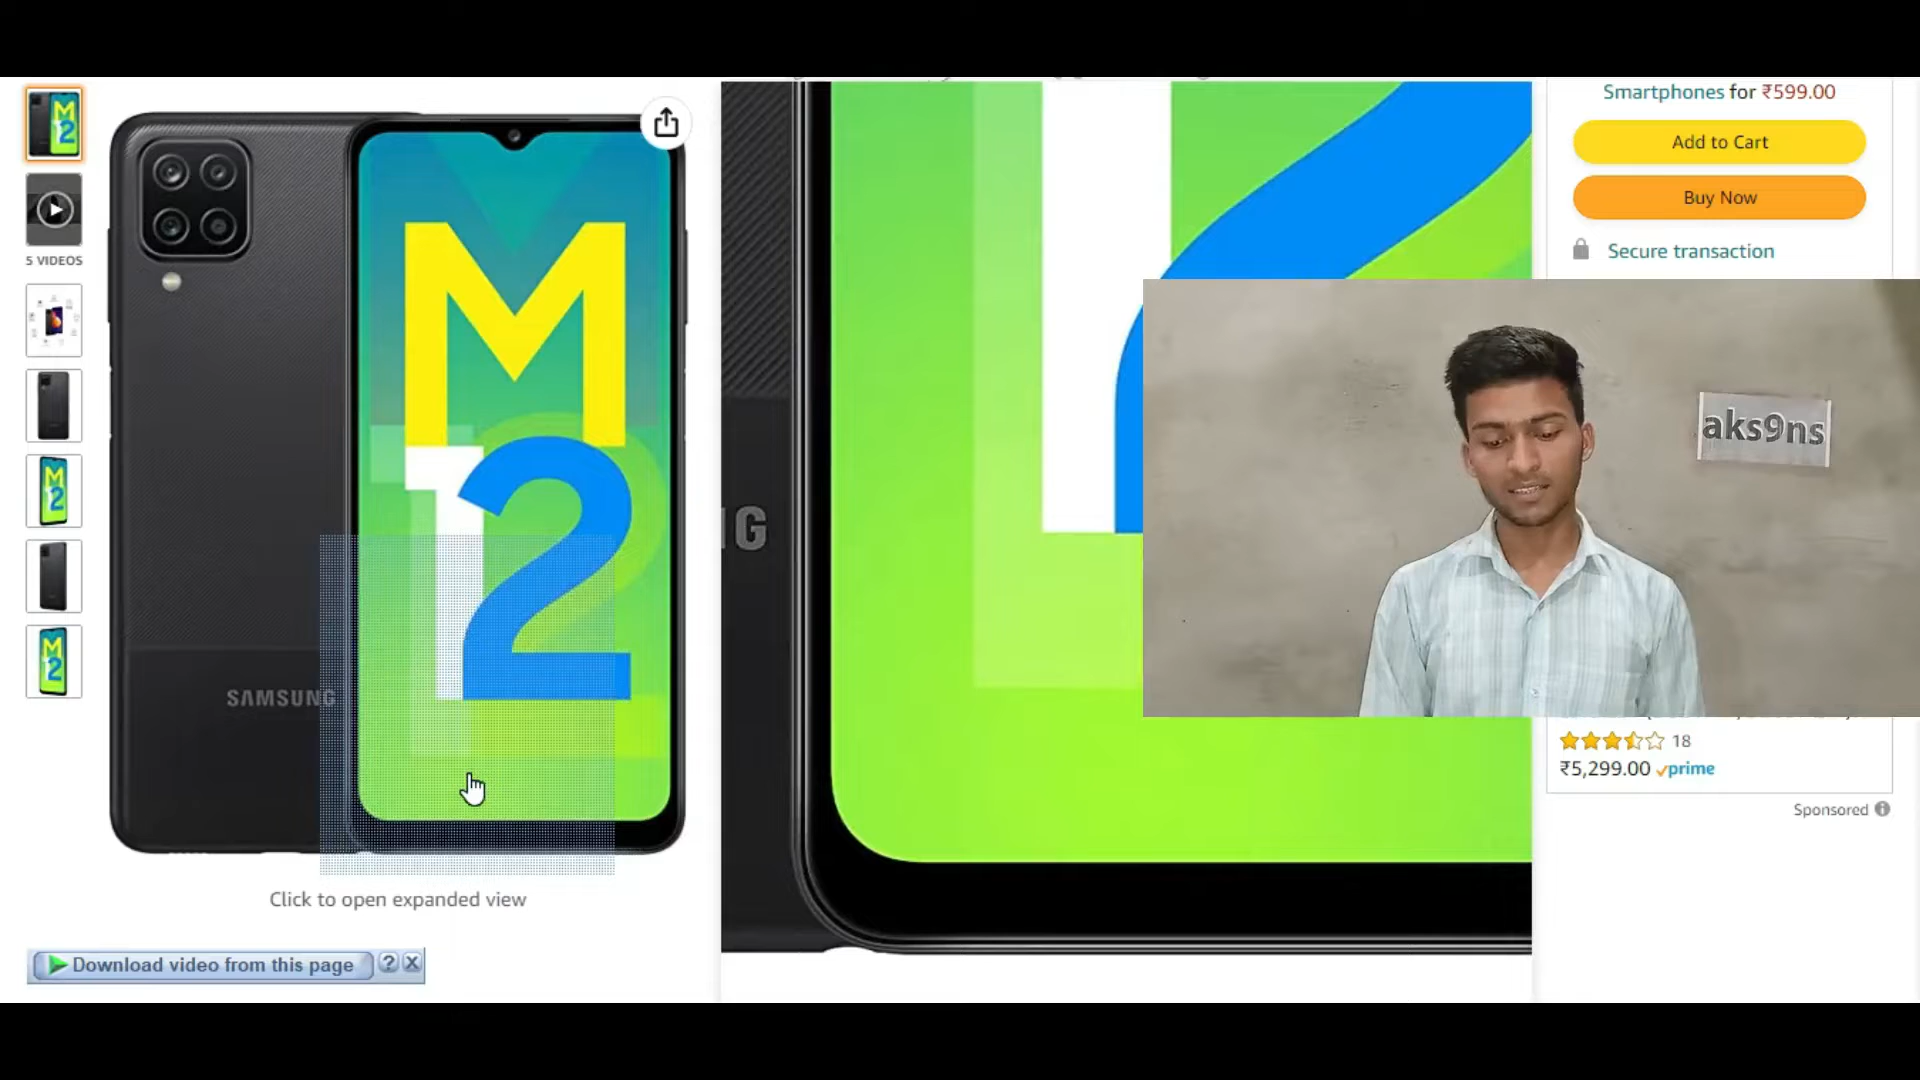 5 VIDEOS
M
12
SAMSUNG
Click to open expanded view
Download video from this page
? X
G
Smartphones for ₹599.00
Add to Cart
Buy Now
Secure transaction
aks9ns
18
₹5,299.00 prime
Sponsored